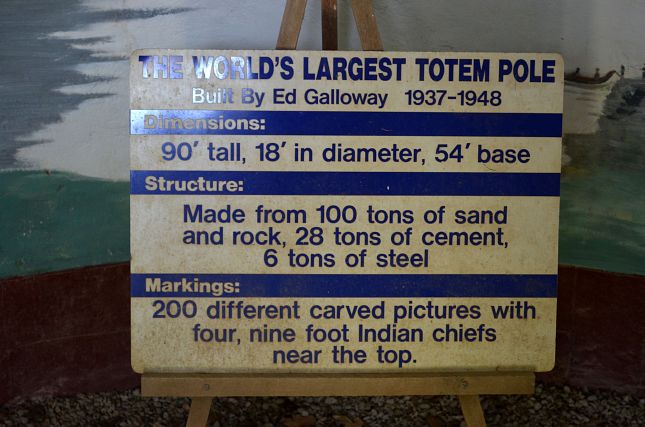 THE WORLD'S LARGEST TOTEM POLE
Built By Ed Galloway 1937-1948
Dimensions:
90' tall, 18' in diameter, 54' base
Structure:
Made from 100 tons of sand
and rock, 28 tons of cement,
6 tons of steel
Markings:
200 different carved pictures with
four, nine foot Indian chiefs
near the top.